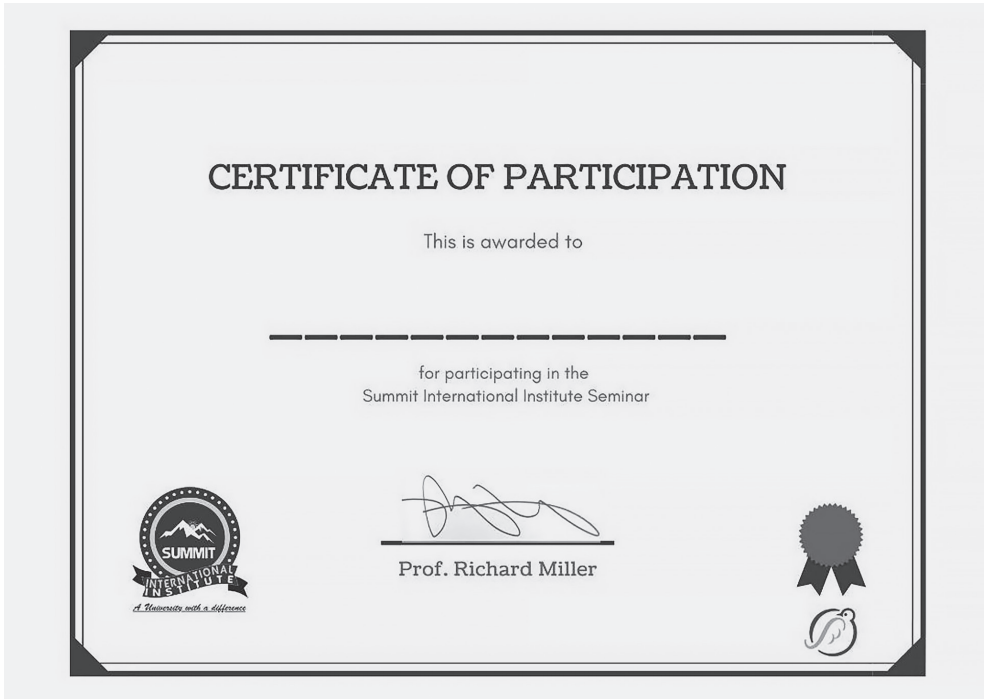 CERTIFICATE OF PARTICIPATION
This is awarded to
for participating in the
Summit International Institute Seminar
Prof. Richard Miller
SUMMIT
INTERNATIONAL
INSTITUTE
A University with a difference